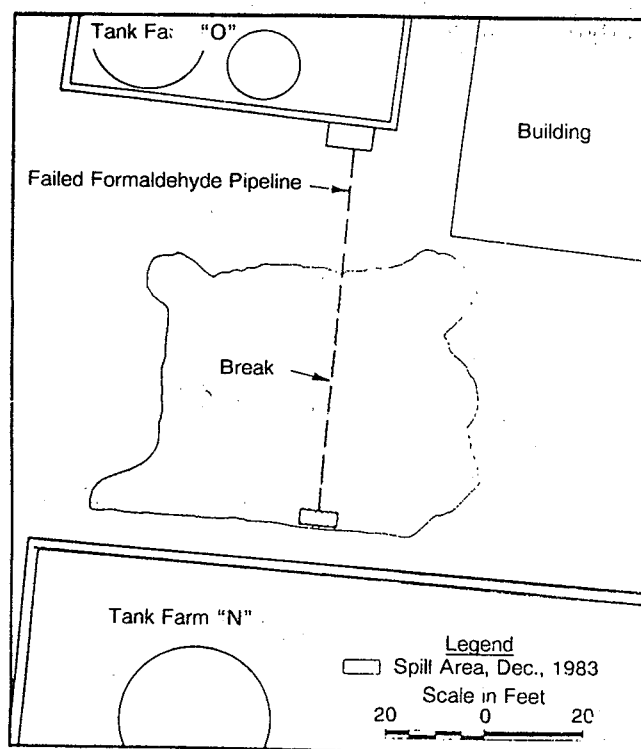 Tank Fa "O"
Building
Failed Formaldehyde Pipeline
Break
Tank Farm "N"
Legend
Spill Area, Dec., 1983
Scale in Feet
20 0 20